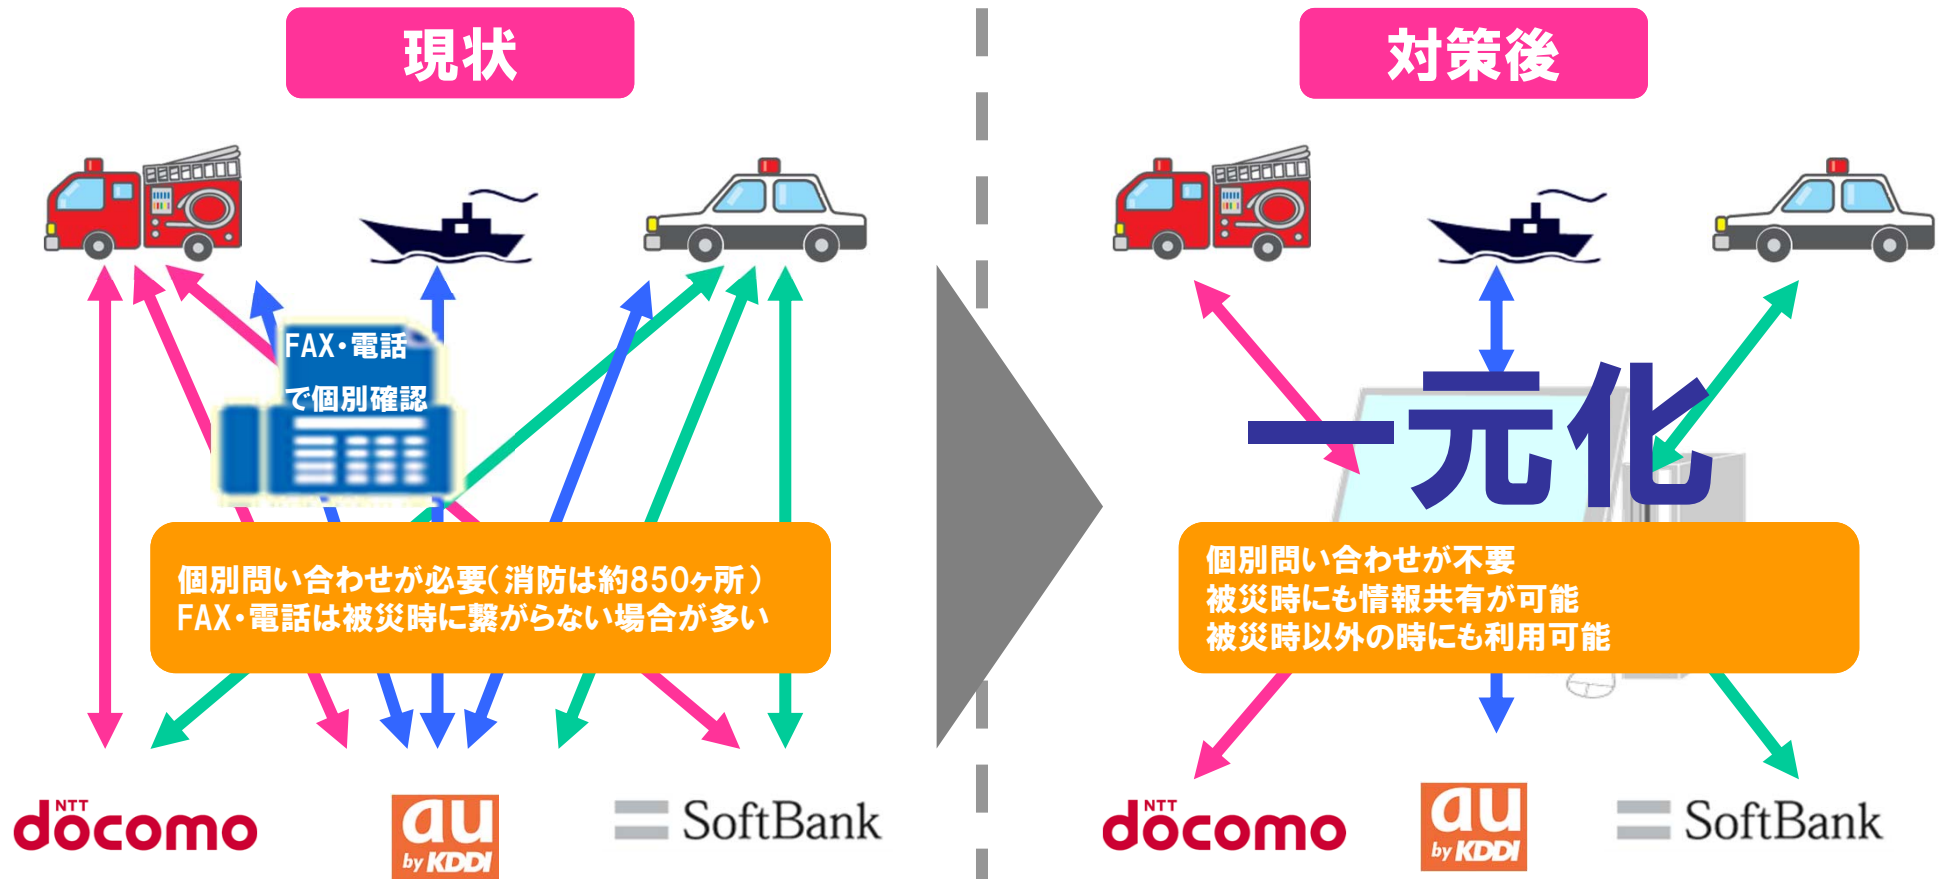 現状
対策後
FAX・電話
で個別確認
一元化
個別問い合わせが必要（消防は約850ヶ所）
FAX・電話は被災時に繋がらない場合が多い
個別問い合わせが不要
被災時にも情報共有が可能
被災時以外の時にも利用可能
NTT
docomo
au
by KDDI
SoftBank
NTT
docomo
au
by KDDI
SoftBank